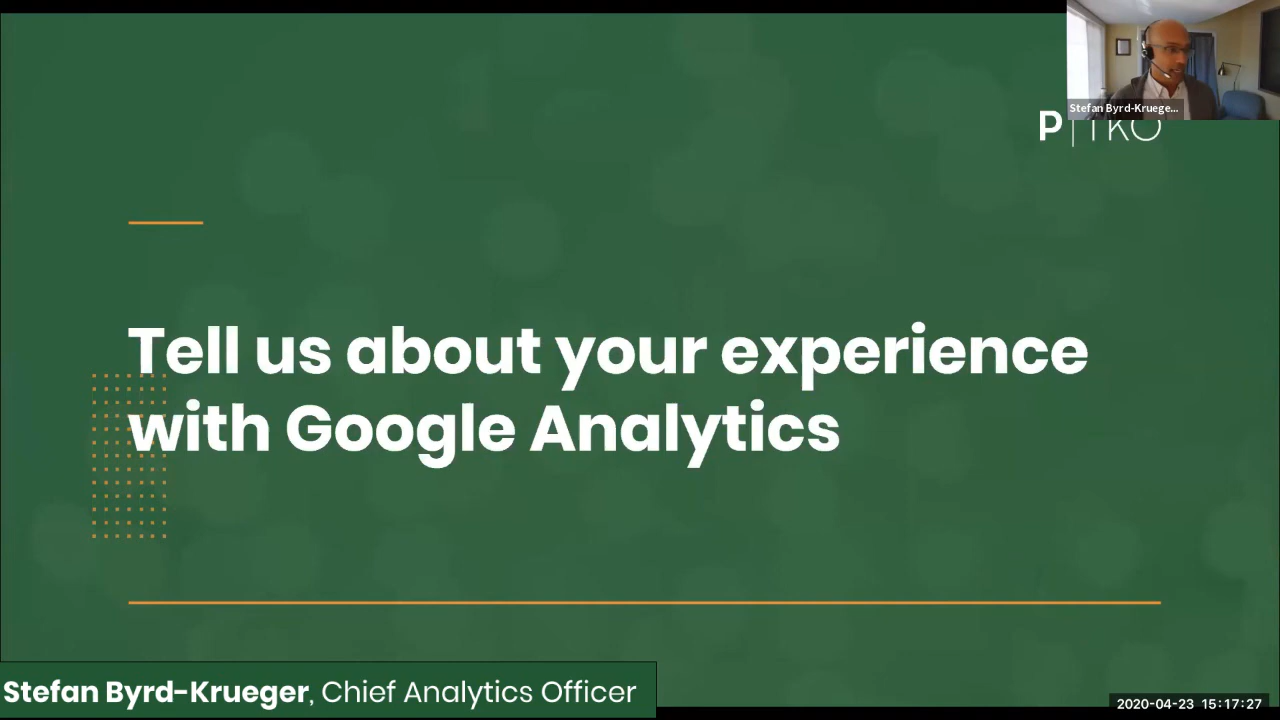 Stefan Byrd-Kruege...
Tell us about your experience
with Google Analytics
Stefan Byrd-Krueger, Chief Analytics Officer
2020-04-23 15:17:27